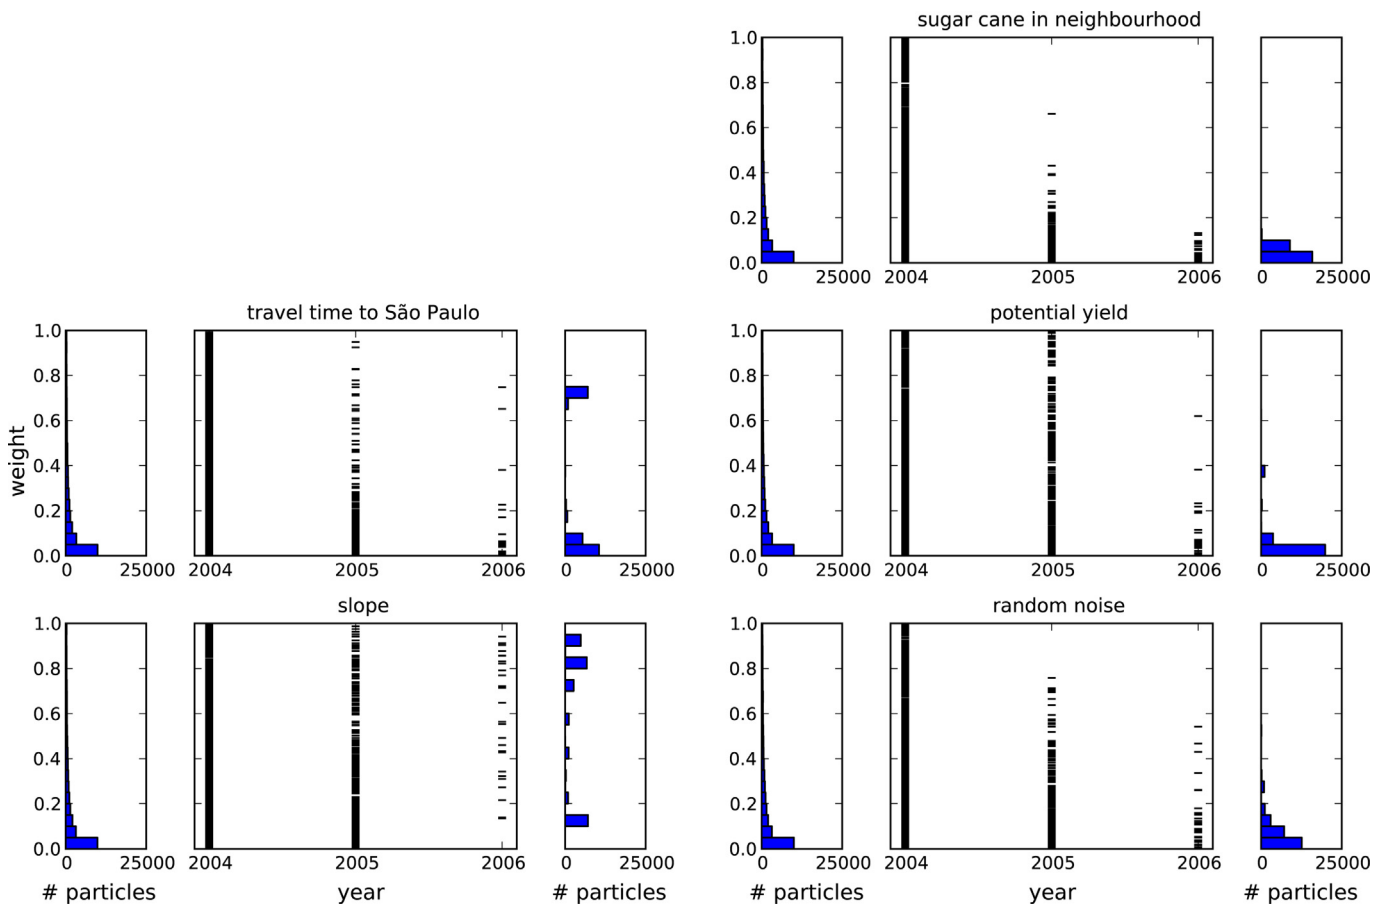 sugar cane in neighbourhood
1.0
0.8
0.6
0.4
0.2
0.0
0 25000 2004 2005 2006 0 25000
travel time to São Paulo potential yield
1.0 1.0
0.8 0.8
0.6 0.6
weight
0.4 0.4
0.2 0.2
0.0 0.0
0 25000 2004 2005 2006 0 25000 0 25000 2004 2005 2006 0 25000
slope random noise
1.0 1.0
0.8 0.8
0.6 0.6
0.4 0.4
0.2 0.2
0.0 0.0
0 25000 2004 2005 2006 0 25000 0 25000 2004 2005 2006 0 25000
# particles year # particles # particles year # particles